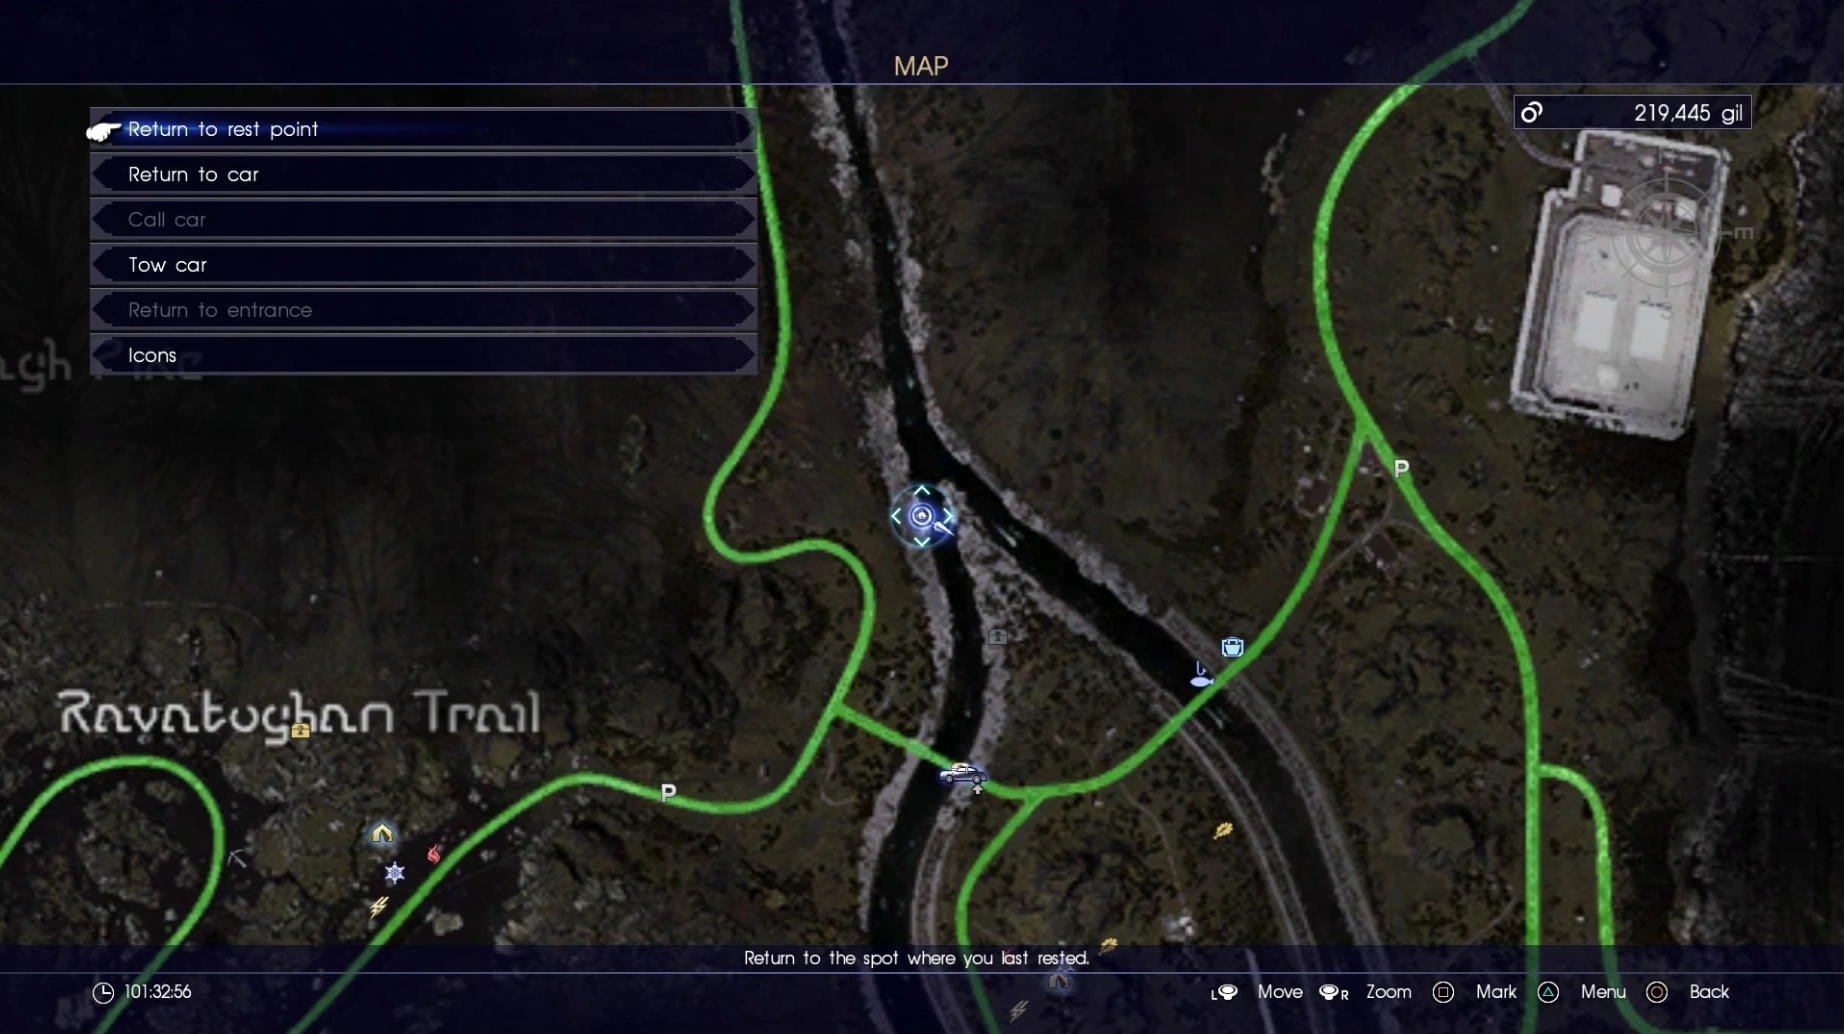 MAP
219,445 gil
Return to rest point
Return to car
Call car
Tow car
Return to entrance
Icons
E
P
Ravatoghan Trail
P
Return to the spot where you last rested.
101:32:56
L Move R Zoom Mark Menu Back